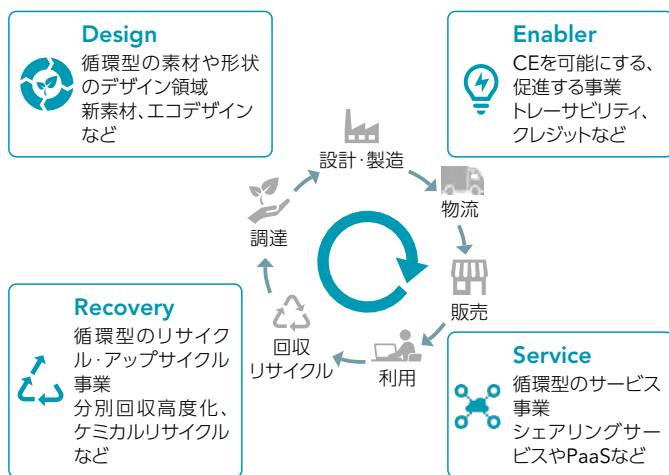 Design
循環型の素材や形状
のデザイン領域
新素材、エコデザイン
など
Enabler
CEを可能にする、
促進する事業
トレーサビリティ、
クレジットなど
設計・製造
物流
販売
利用
回収
リサイクル
調達
Recovery
循環型のリサイク
ル・アップサイクル
事業
分別回収高度化、
ケミカルリサイクル
など
Service
循環型のサービス
事業
シェアリングサー
ビスやPaaSなど